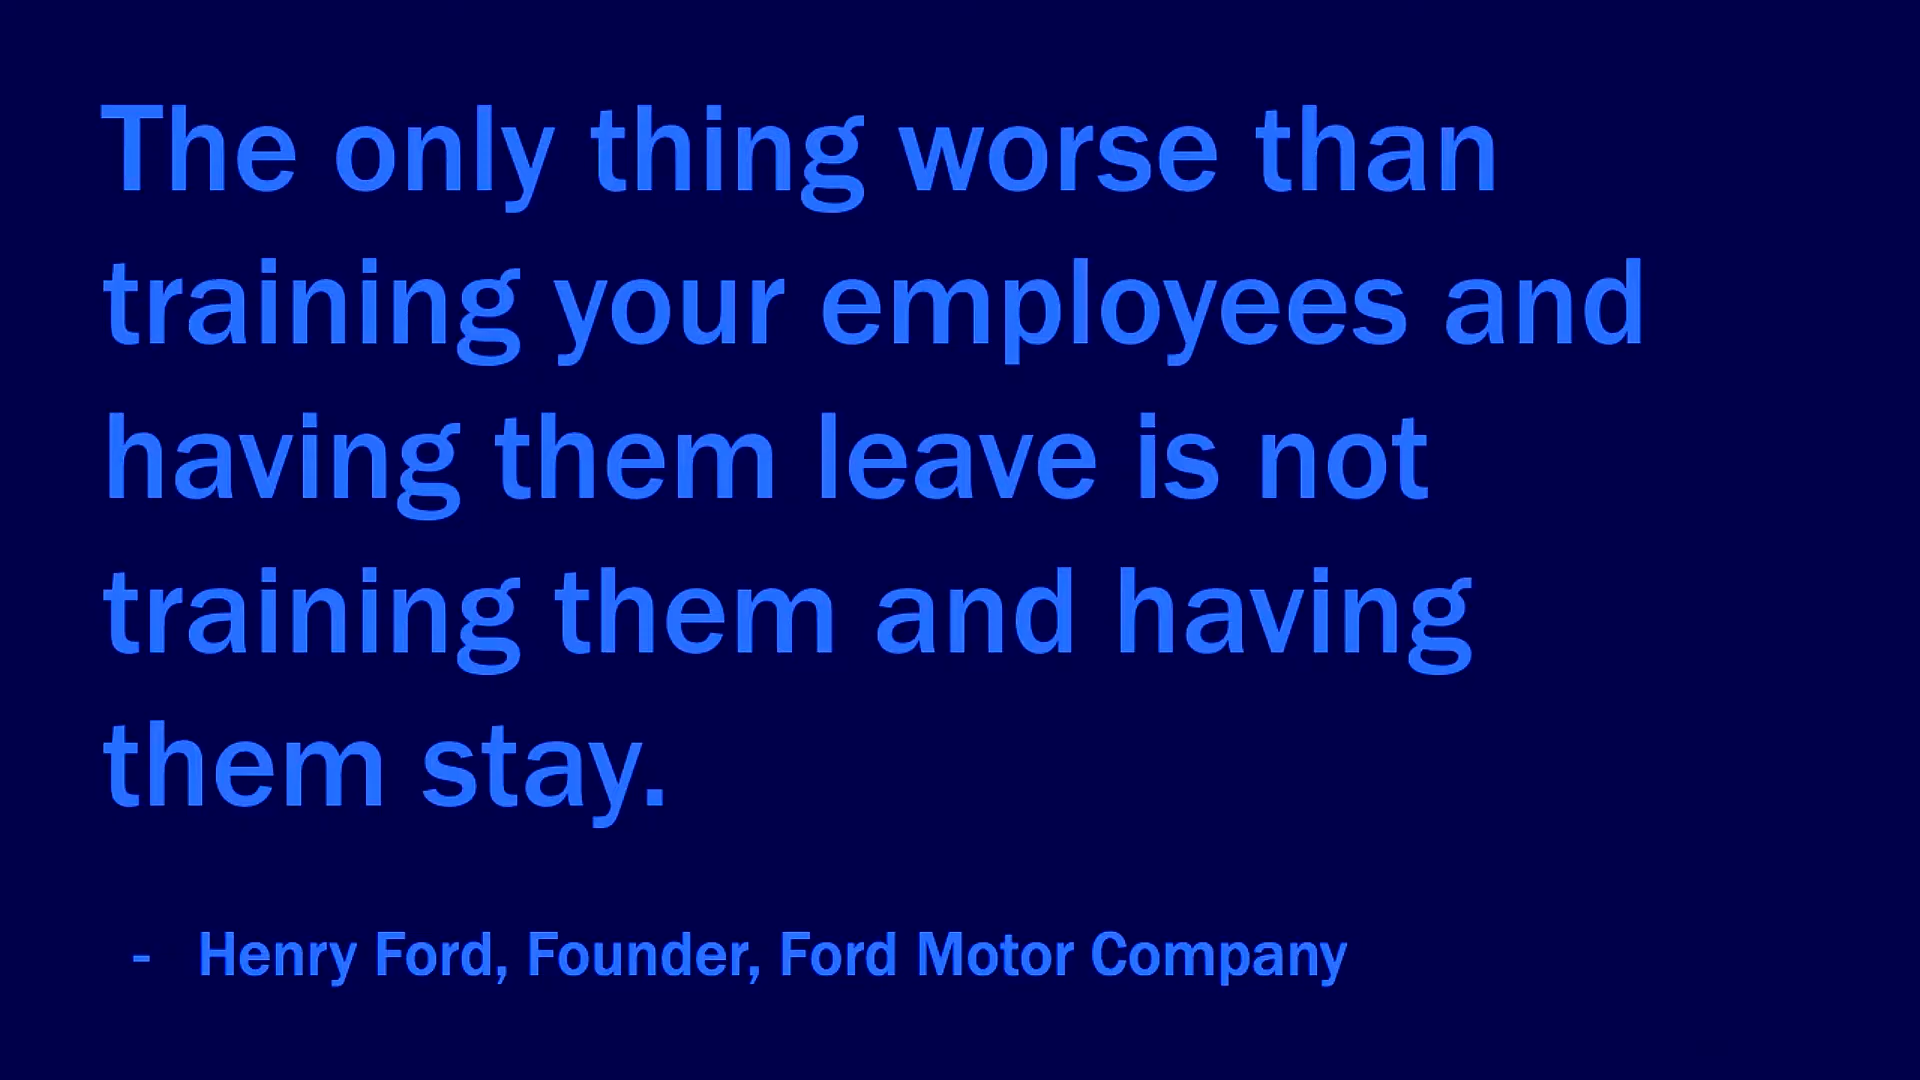 The only thing worse than
training your employees and
having them leave is not
training them and having
them stay.
- Henry Ford, Founder, Ford Motor Company